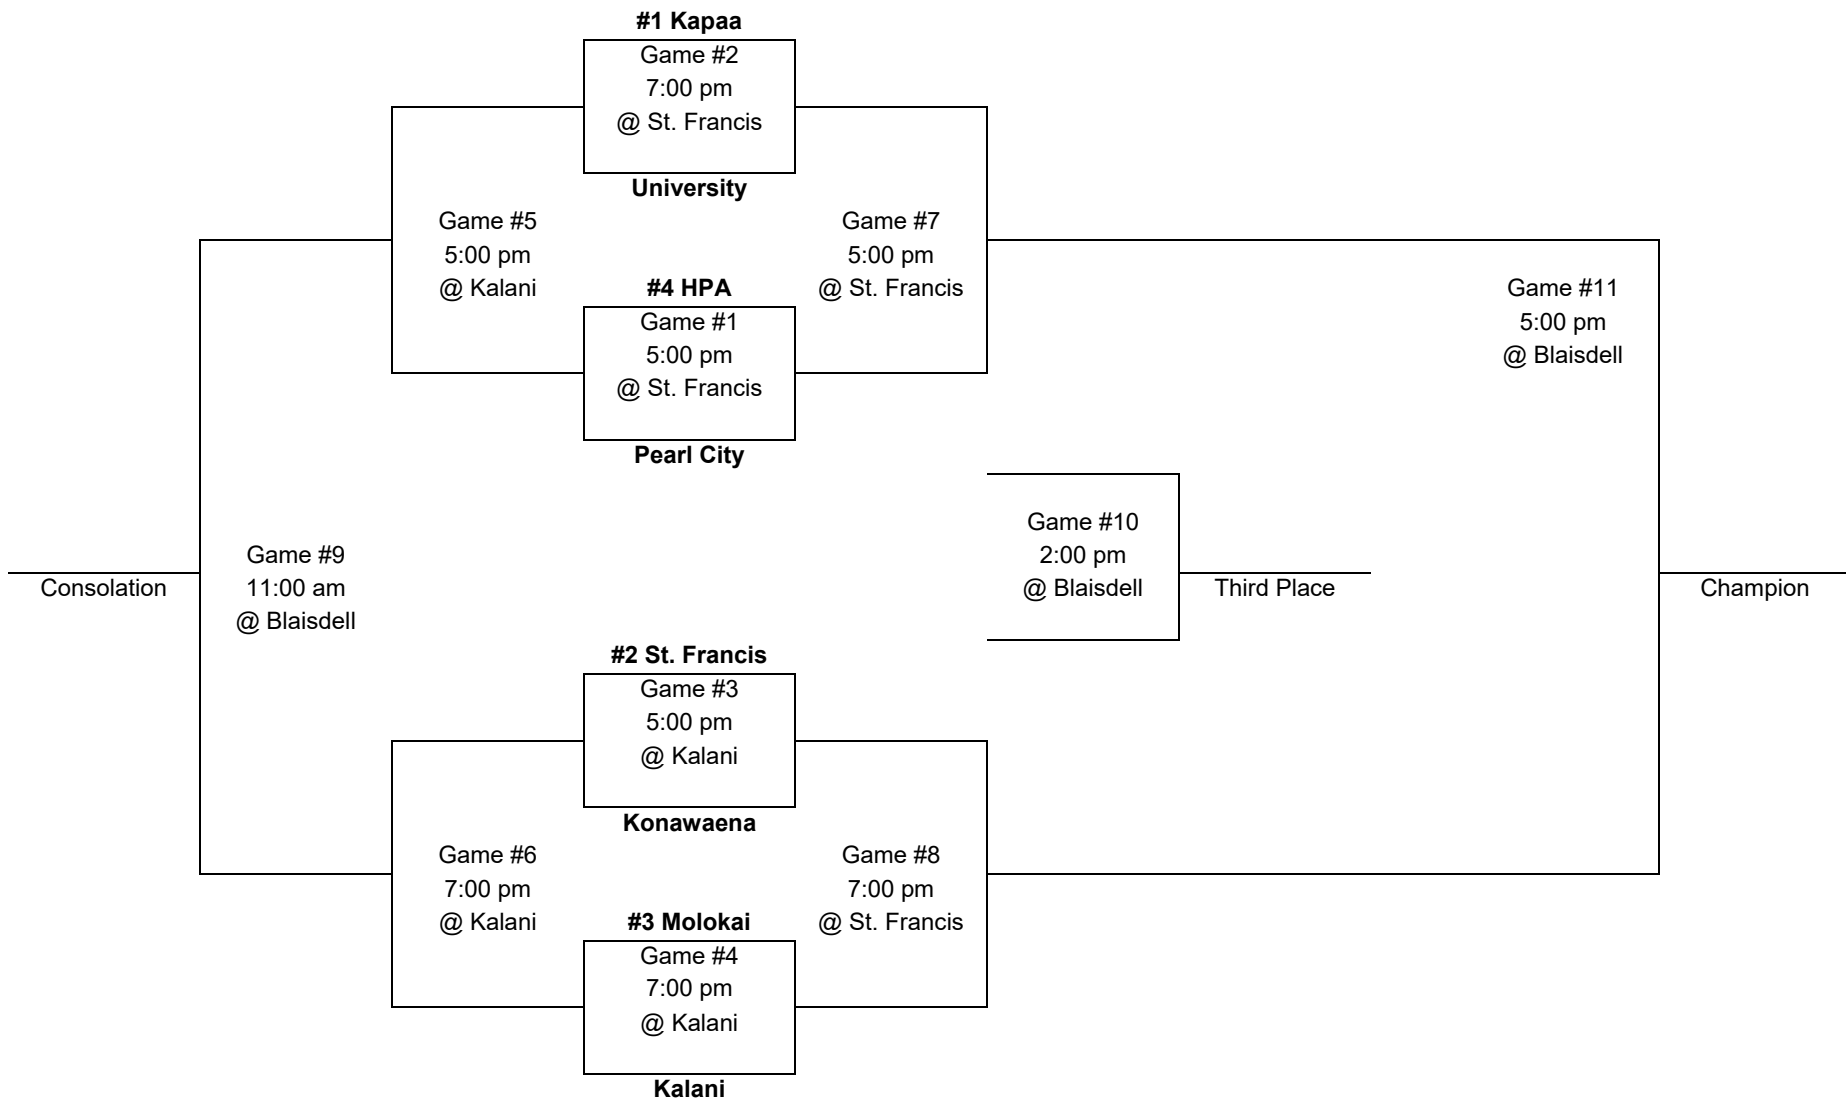 #1 Kapaa
Game #2
7:00 pm
@ St. Francis
University
Game #5
5:00 pm
@ Kalani
Game #7
5:00 pm
@ St. Francis
#4 HPA
Game #1
5:00 pm
@ St. Francis
Pearl City
Game #11
5:00 pm
@ Blaisdell
Game #10
2:00 pm
@ Blaisdell
Third Place
Champion
Game #9
11:00 am
@ Blaisdell
Consolation
#2 St. Francis
Game #3
5:00 pm
@ Kalani
Konawaena
Game #6
7:00 pm
@ Kalani
Game #8
7:00 pm
@ St. Francis
#3 Molokai
Game #4
7:00 pm
@ Kalani
Kalani